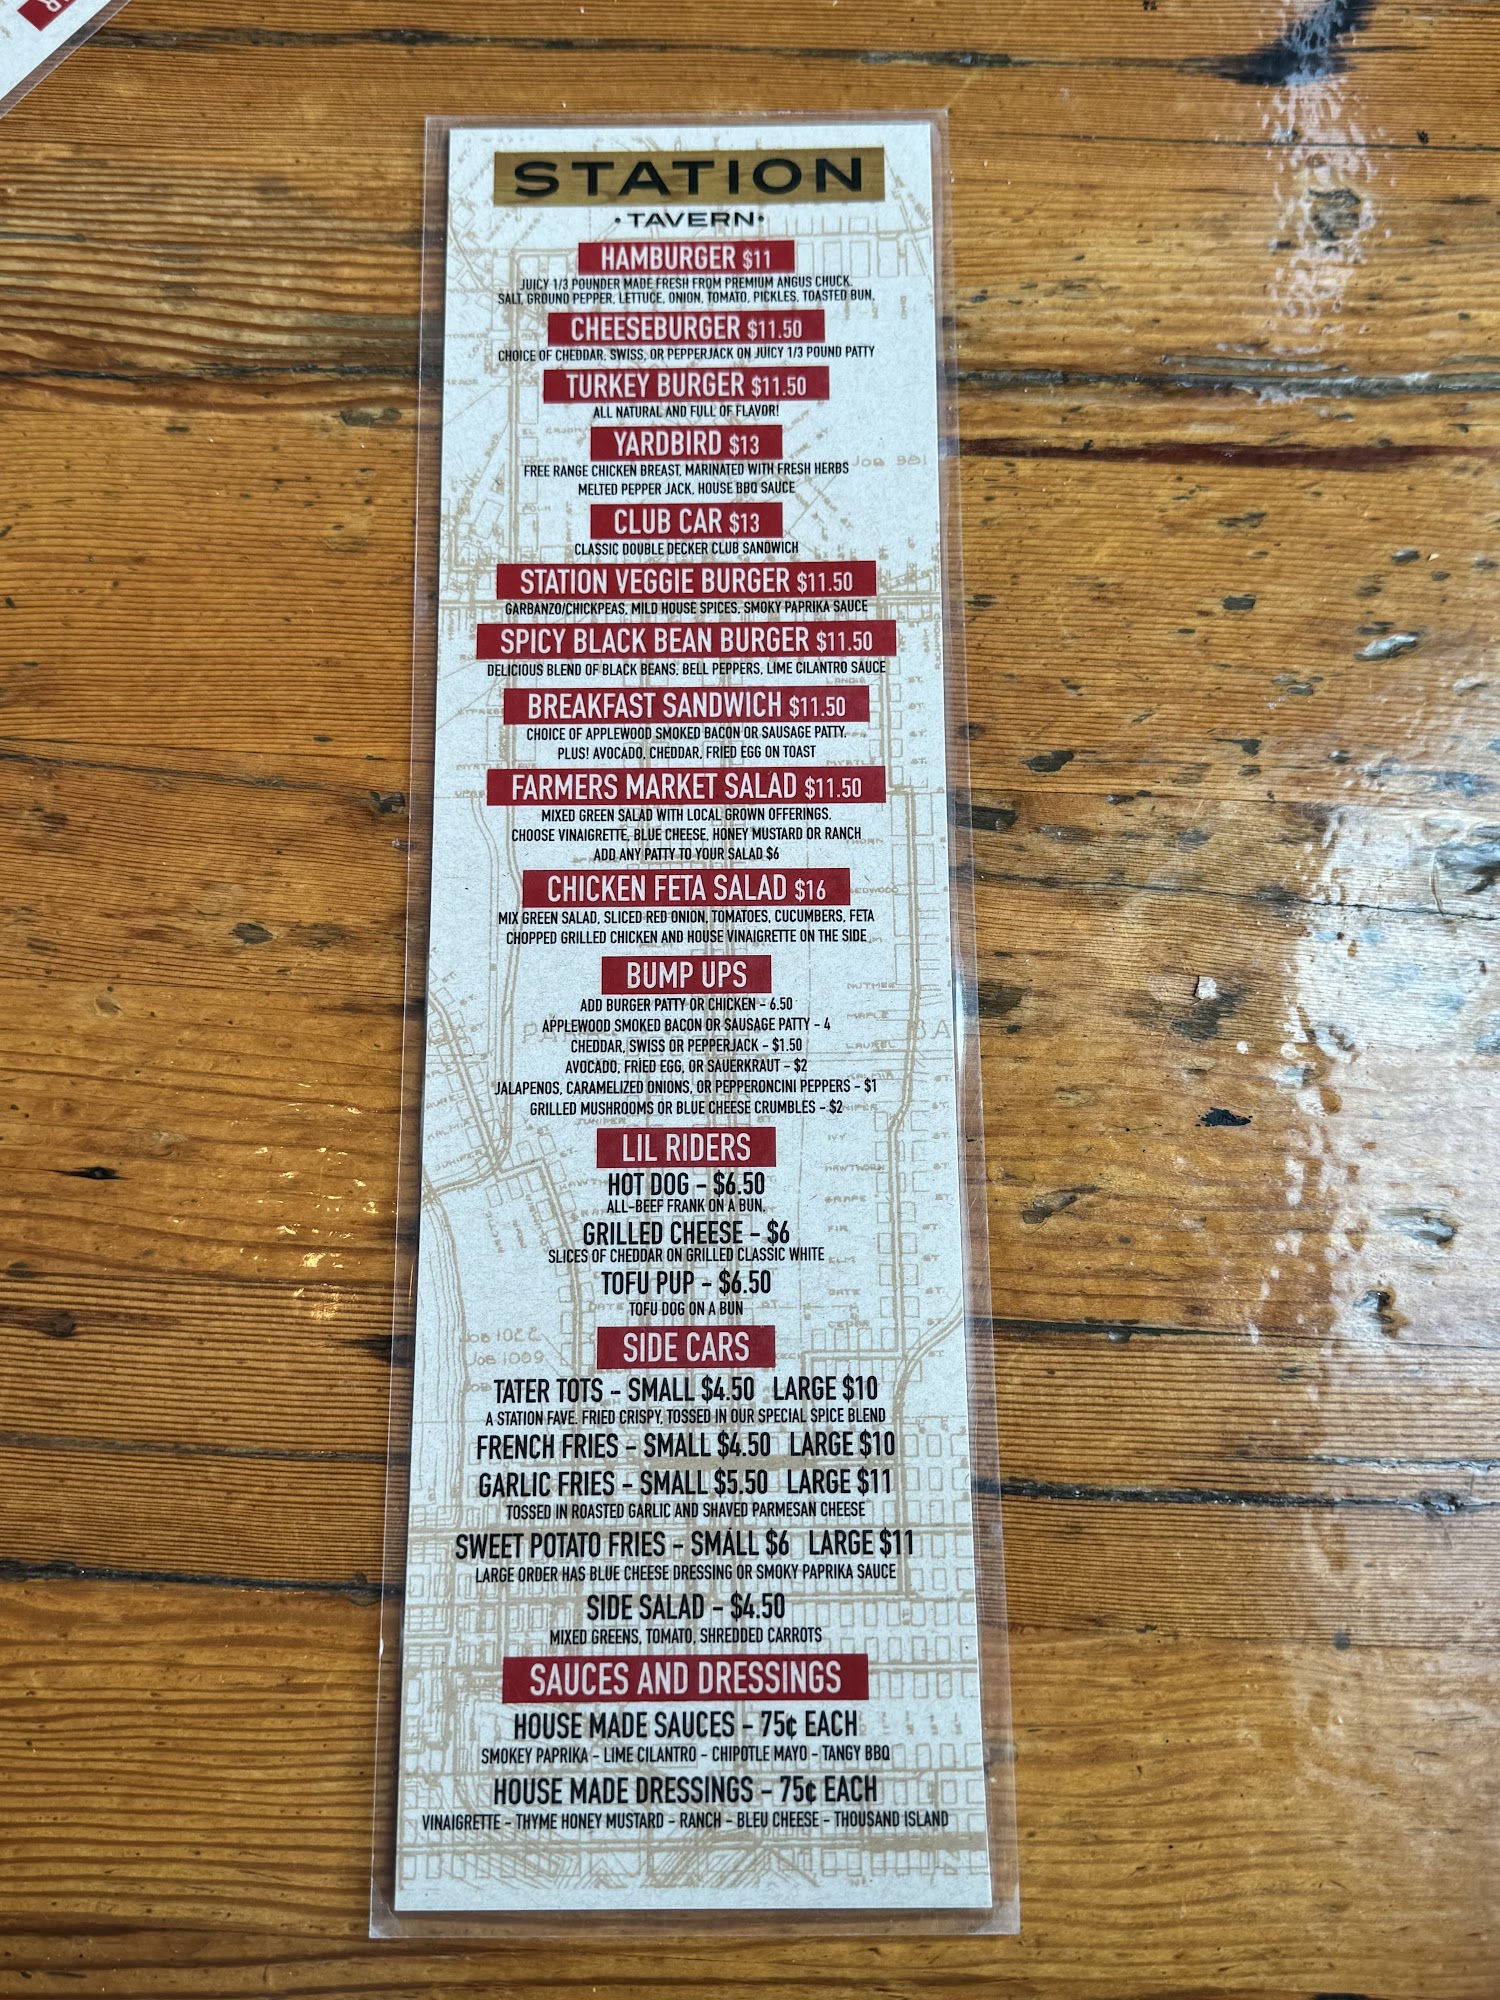 STATION
• TAVERN •
HAMBURGER $11
JUICY 1/3 POUNDER MADE FRESH FROM PREMIUM ANGUS CHUCK.
SALT, GROUND PEPPER, LETTUCE, ONION, TOMATO, PICKLES, TOASTED BUN.
CHEESEBURGER $11.50
CHOICE OF CHEDDAR, SWISS, OR PEPPERJACK ON JUICY 1/3 POUND PATTY
TURKEY BURGER $11.50
ALL NATURAL AND FULL OF FLAVOR!
YARDBIRD $13
FREE RANGE CHICKEN BREAST, MARINATED WITH FRESH HERBS
MELTED PEPPER JACK, HOUSE BBQ SAUCE
CLUB CAR $13
CLASSIC DOUBLE DECKER CLUB SANDWICH
STATION VEGGIE BURGER $11.50
GARBANZO/CHICKPEAS, MILD HOUSE SPICES, SMOKY PAPRIKA SAUCE
SPICY BLACK BEAN BURGER $11.50
DELICIOUS BLEND OF BLACK BEANS, BELL PEPPERS, LIME CILANTRO SAUCE
BREAKFAST SANDWICH $11.50
CHOICE OF APPLEWOOD SMOKED BACON OR SAUSAGE PATTY.
PLUS! AVOCADO, CHEDDAR, FRIED EGG ON TOAST
FARMERS MARKET SALAD $11.50
MIXED GREEN SALAD WITH LOCAL GROWN OFFERINGS.
CHOOSE VINAIGRETTE, BLUE CHEESE, HONEY MUSTARD OR RANCH
ADD ANY PATTY TO YOUR SALAD $6
CHICKEN FETA SALAD $16
MIX GREEN SALAD, SLICED RED ONION, TOMATOES, CUCUMBERS, FETA
CHOPPED GRILLED CHICKEN AND HOUSE VINAIGRETTE ON THE SIDE
BUMP UPS
ADD BURGER PATTY OR CHICKEN - 6.50
APPLEWOOD SMOKED BACON OR SAUSAGE PATTY - 4
CHEDDAR, SWISS OR PEPPERJACK - $1.50
AVOCADO, FRIED EGG, OR SAUERKRAUT - $2
JALAPENOS, CARAMELIZED ONIONS, OR PEPPERONCINI PEPPERS - $1
GRILLED MUSHROOMS OR BLUE CHEESE CRUMBLES - $2
LIL RIDERS
HOT DOG - $6.50
ALL-BEEF FRANK ON A BUN.
GRILLED CHEESE - $6
SLICES OF CHEDDAR ON GRILLED CLASSIC WHITE
TOFU PUP - $6.50
TOFU DOG ON A BUN
SIDE CARS
TATER TOTS - SMALL $4.50 LARGE $10
A STATION FAVE. FRIED CRISPY, TOSSED IN OUR SPECIAL SPICE BLEND
FRENCH FRIES - SMALL $4.50 LARGE $10
GARLIC FRIES - SMALL $5.50 LARGE $11
TOSSED IN ROASTED GARLIC AND SHAVED PARMESAN CHEESE
SWEET POTATO FRIES - SMALL $6 LARGE $11
LARGE ORDER HAS BLUE CHEESE DRESSING OR SMOKY PAPRIKA SAUCE
SIDE SALAD - $4.50
MIXED GREENS, TOMATO, SHREDDED CARROTS
SAUCES AND DRESSINGS
HOUSE MADE SAUCES - 75¢ EACH
SMOKEY PAPRIKA - LIME CILANTRO - CHIPOTLE MAYO - TANGY BBQ
HOUSE MADE DRESSINGS - 75¢ EACH
VINAIGRETTE - THYME HONEY MUSTARD - RANCH - BLEU CHEESE - THOUSAND ISLAND